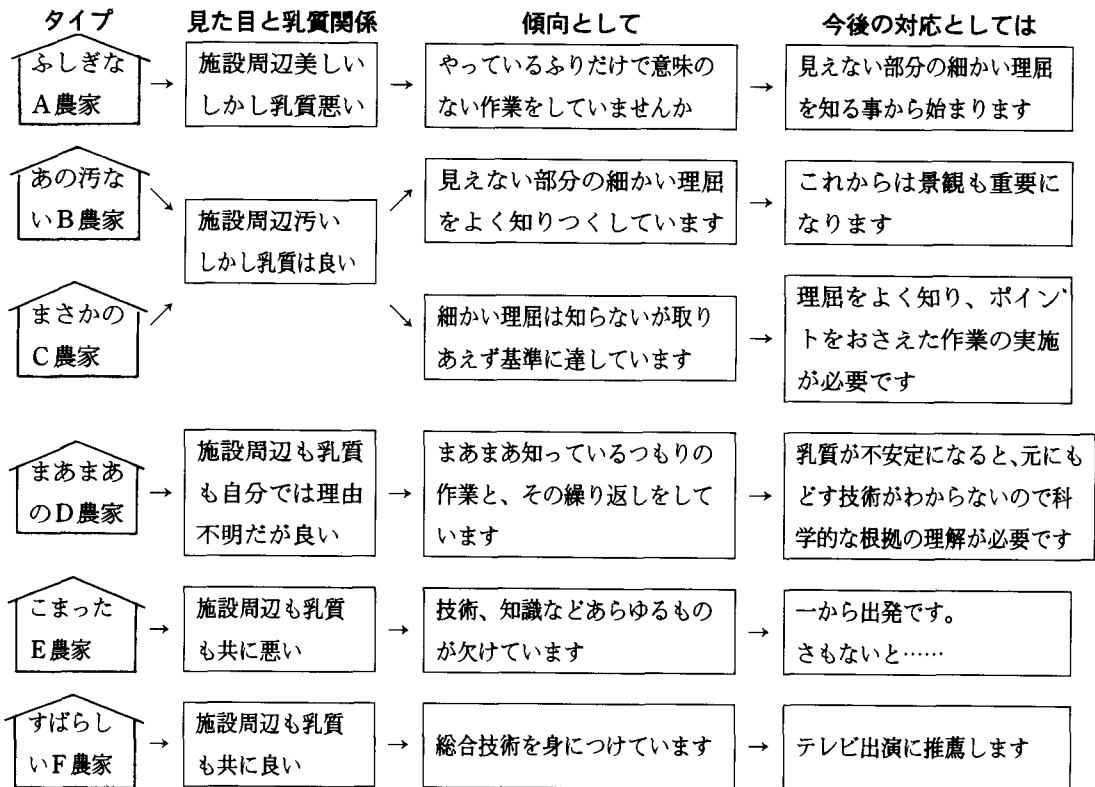 タイプ
見た目と乳質関係
傾向として
今後の対応としては
ふしぎな
A農家
→
施設周辺美しい
しかし乳質悪い
→
やっているふりだけで意味の
ない作業をしていませんか
→
見えない部分の細かい理屈
を知る事から始まります
あの汚な
いB農家
↘
施設周辺汚い
しかし乳質は良い
↗
見えない部分の細かい理屈
をよく知りつくしています
→
これからは景観も重要に
なります
まさかの
C農家
↗
↘
細かい理屈は知らないが取り
あえず基準に達しています
→
理屈をよく知り、ポイン
トをおさえた作業の実施
が必要です
まあまあ
のD農家
→
施設周辺も乳質
も自分では理由
不明だが良い
→
まあまあ知っているつもりの
作業と、その繰り返しをして
います
→
乳質が不安定になると、元にも
どす技術がわからないので科
学的な根拠の理解が必要です
こまった
E農家
→
施設周辺も乳質
も共に悪い
→
技術、知識などあらゆるもの
が欠けています
→
一から出発です。
さもないと……
すばらし
いF農家
→
施設周辺も乳質
も共に良い
→
総合技術を身につけています
→
テレビ出演に推薦します